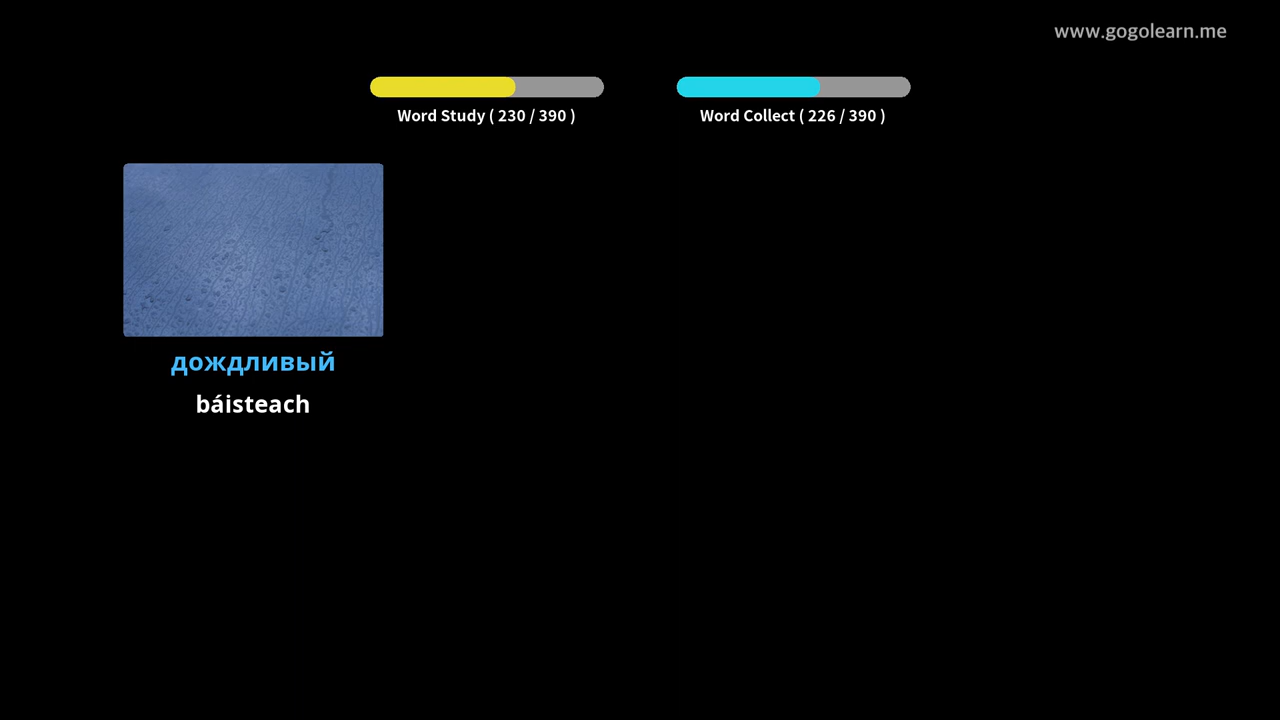 www.gogolearn.me
Word Study ( 230 / 390 )
Word Collect ( 226 / 390 )
дождливый
báisteach